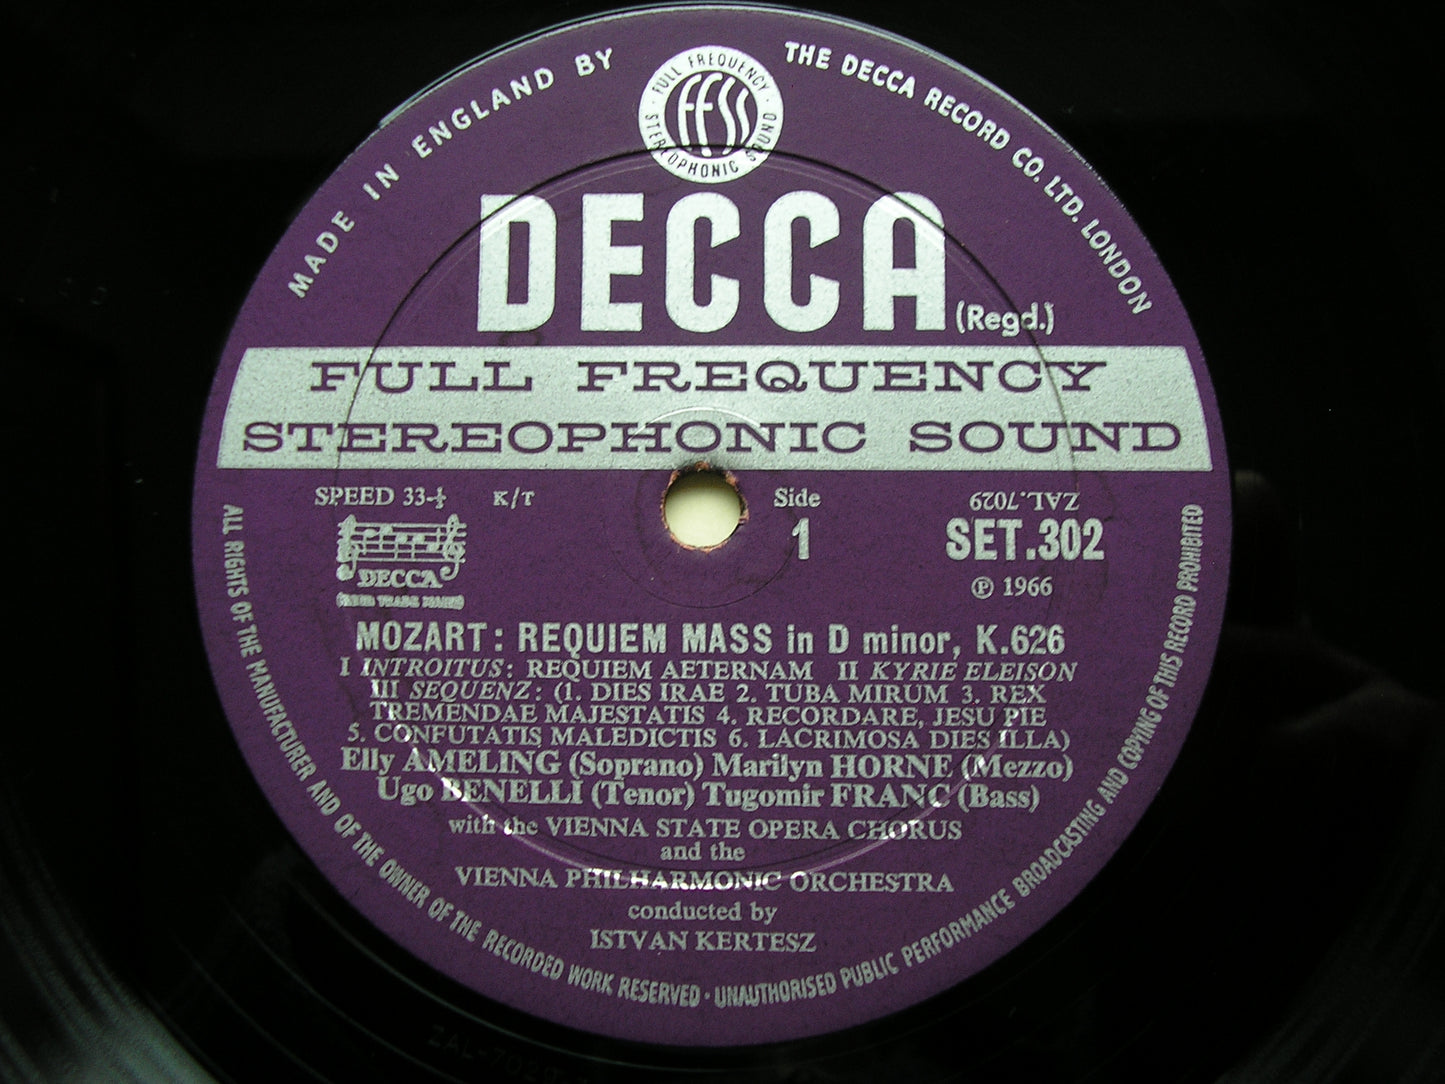 MADE IN ENGLAND BY THE DECCA RECORD CO. LTD. LONDON
· FULL FREQUENCY · STEREOPHONIC SOUND
FFSS
DECCA (Regd.)
FULL FREQUENCY
STEREOPHONIC SOUND
SPEED 33-⅓ K/T Side 1
ZAL.7029
SET.302
℗ 1966
DECCA
MOZART: REQUIEM MASS in D minor, K.626
I INTROITUS: REQUIEM AETERNAM II KYRIE ELEISON
III SEQUENZ: (1. DIES IRAE 2. TUBA MIRUM 3. REX
TREMENDAE MAJESTATIS 4. RECORDARE, JESU PIE
5. CONFUTATIS MALEDICTIS 6. LACRIMOSA DIES ILLA)
Elly AMELING (Soprano) Marilyn HORNE (Mezzo)
Ugo BENELLI (Tenor) Tugomir FRANC (Bass)
with the VIENNA STATE OPERA CHORUS
and the
VIENNA PHILHARMONIC ORCHESTRA
conducted by
ISTVAN KERTESZ
ALL RIGHTS OF THE MANUFACTURER AND OF THE OWNER OF THE RECORDED WORK RESERVED · UNAUTHORISED PUBLIC PERFORMANCE BROADCASTING AND COPYING OF THIS RECORD PROHIBITED
ZAL-7029